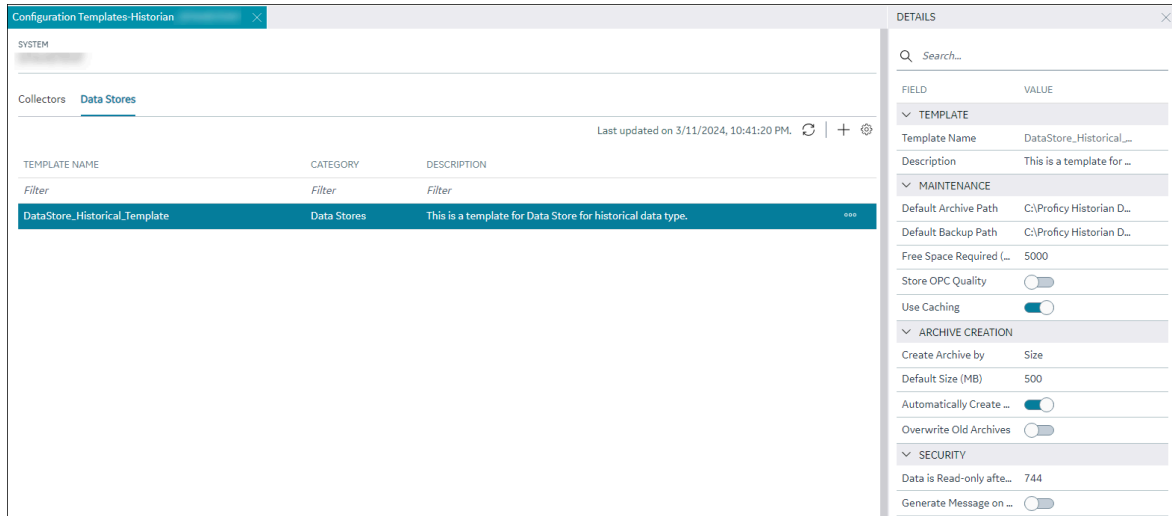 Configuration Templates-Historian
SYSTEM
Collectors Data Stores
Last updated on 3/11/2024, 10:41:20 PM.
TEMPLATE NAME CATEGORY DESCRIPTION
Filter Filter Filter
DataStore_Historical_Template Data Stores This is a template for Data Store for historical data type.
DETAILS
Search...
FIELD VALUE
TEMPLATE
Template Name DataStore_Historical_...
Description This is a template for ...
MAINTENANCE
Default Archive Path C:\Proficy Historian D...
Default Backup Path C:\Proficy Historian D...
Free Space Required (... 5000
Store OPC Quality
Use Caching
ARCHIVE CREATION
Create Archive by Size
Default Size (MB) 500
Automatically Create ...
Overwrite Old Archives
SECURITY
Data is Read-only afte... 744
Generate Message on ...